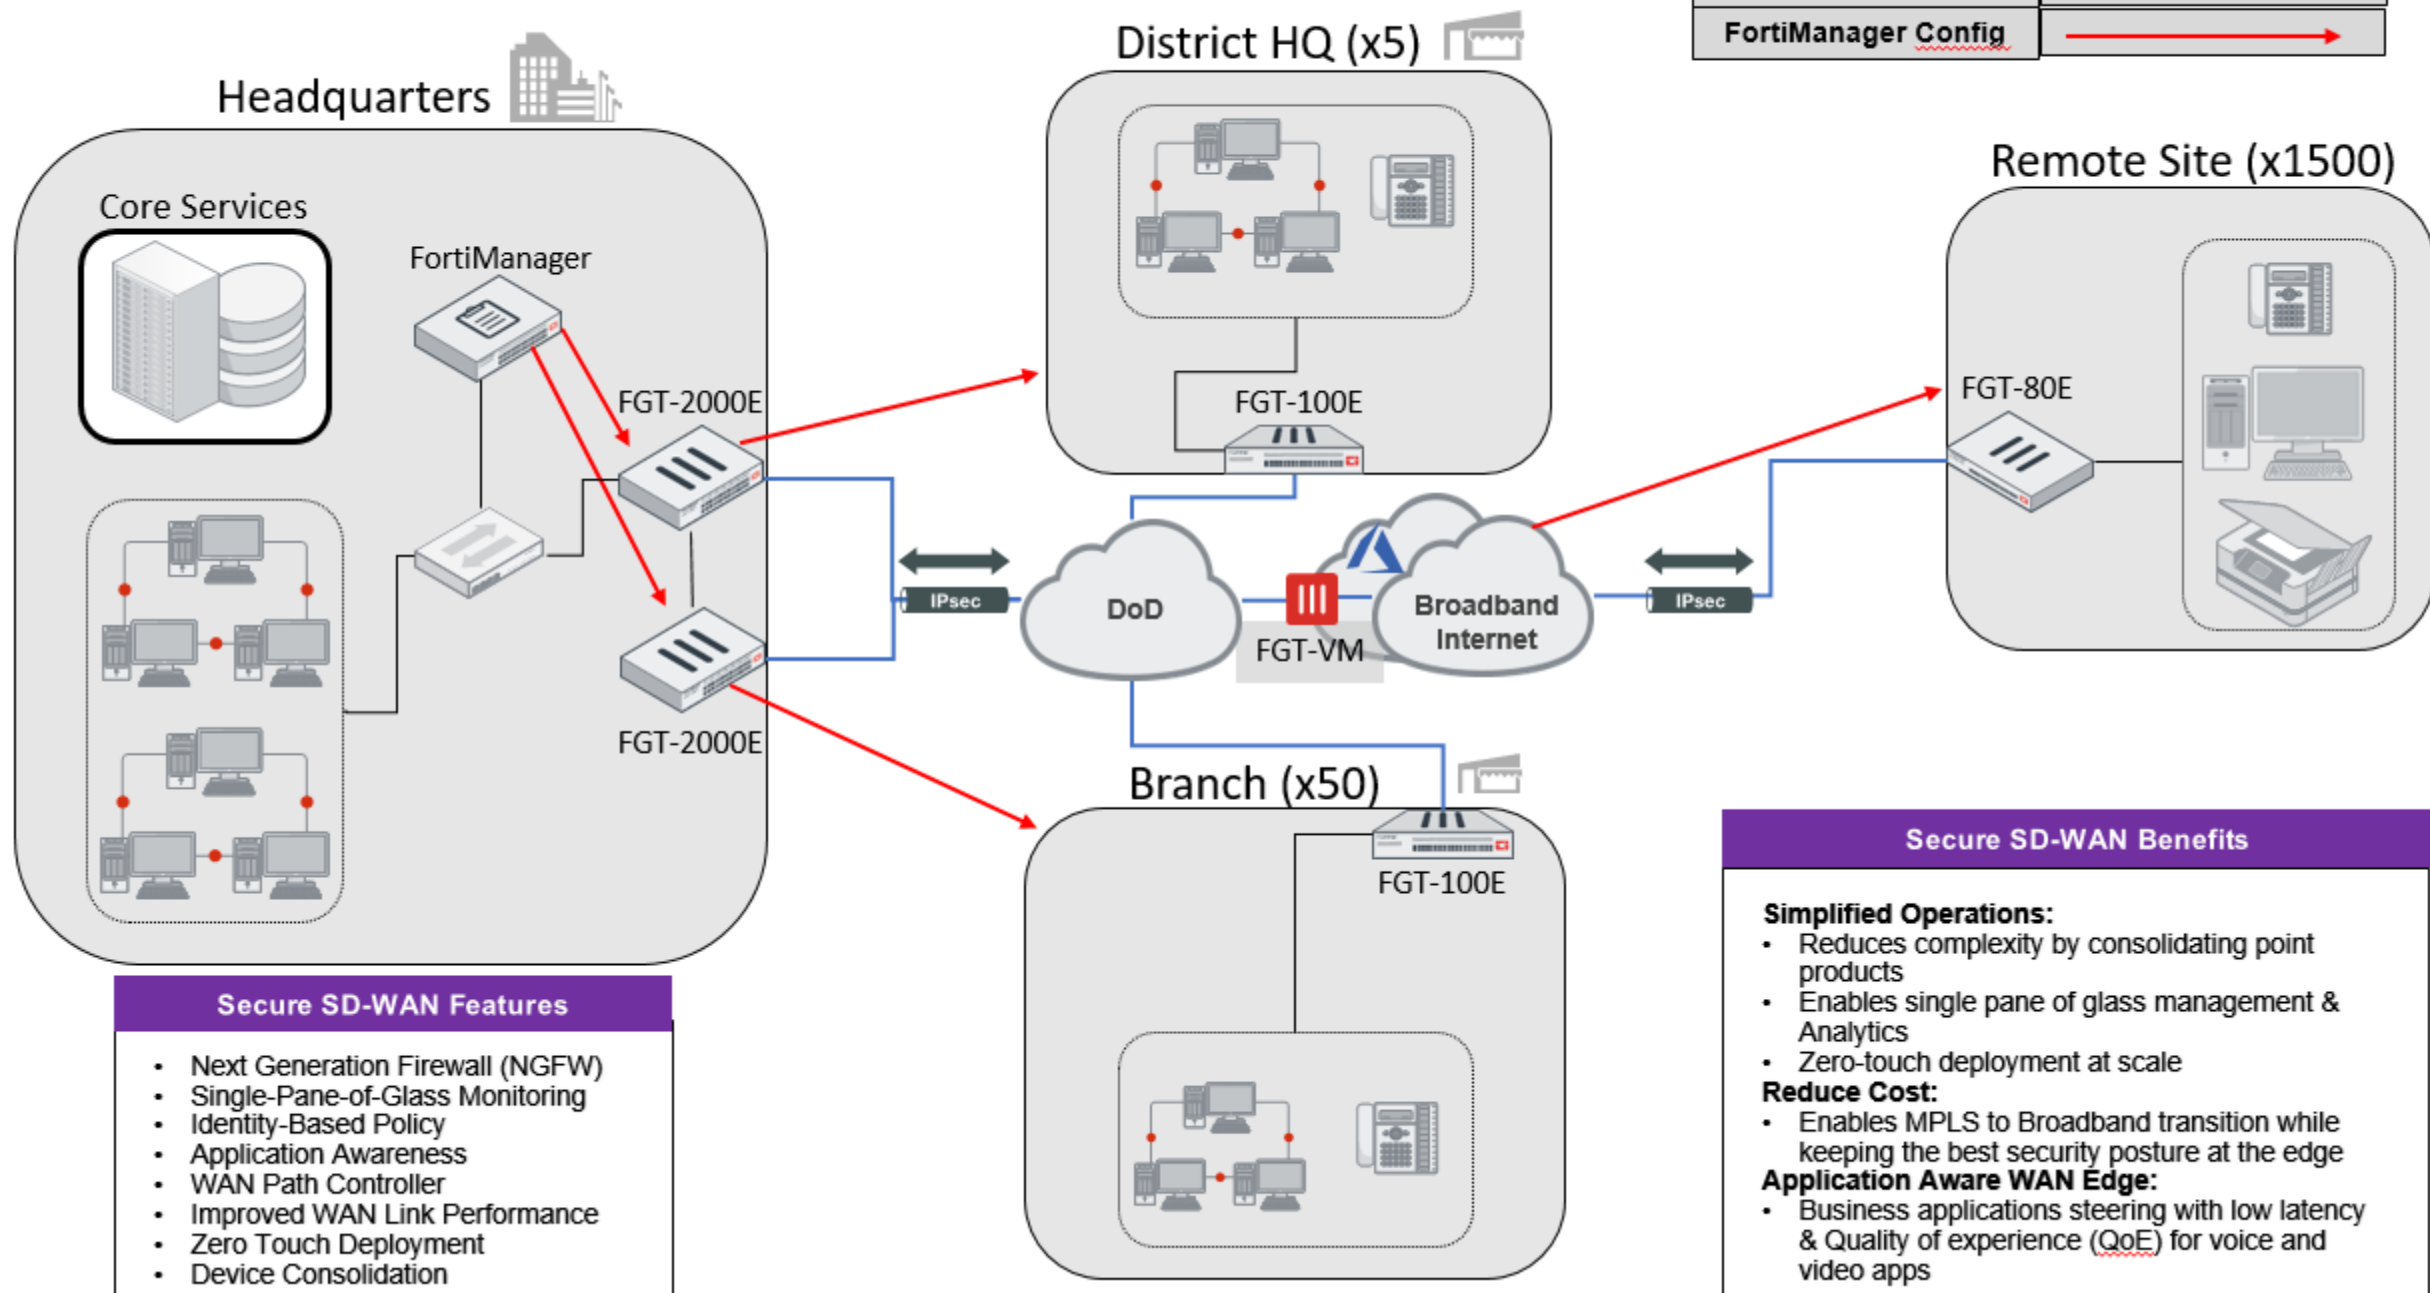 FortiManager Config
District HQ (x5)
Headquarters
Remote Site (x1500)
Core Services
FortiManager
FGT-2000E
FGT-100E
FGT-80E
IPsec
DoD
FGT-VM
Broadband
Internet
IPsec
FGT-2000E
Branch (x50)
FGT-100E
Secure SD-WAN Features
• Next Generation Firewall (NGFW)
• Single-Pane-of-Glass Monitoring
• Identity-Based Policy
• Application Awareness
• WAN Path Controller
• Improved WAN Link Performance
• Zero Touch Deployment
• Device Consolidation
Secure SD-WAN Benefits
Simplified Operations:
• Reduces complexity by consolidating point
products
• Enables single pane of glass management &
Analytics
• Zero-touch deployment at scale
Reduce Cost:
• Enables MPLS to Broadband transition while
keeping the best security posture at the edge
Application Aware WAN Edge:
• Business applications steering with low latency
& Quality of experience (QoE) for voice and
video apps